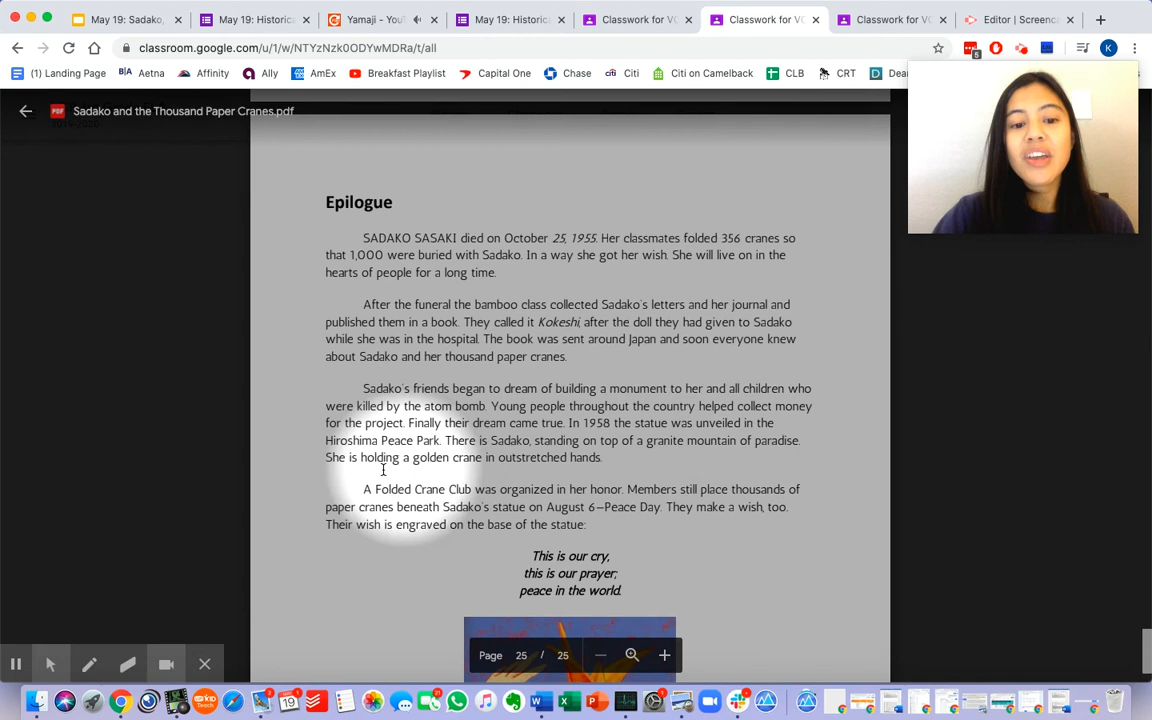 May 19: Sadako,
May 19: Historica
Yamaji - You
May 19: Historic
Classwork for VC
Classwork for VC
Classwork for VC
Editor | Screenca
classroom.google.com/u/1/w/NTYzNzk0ODYwMDRa/t/all
K
(1) Landing Page
Aetna
Affinity
Ally
AmEx
Breakfast Playlist
Capital One
Chase
Citi
Citi on Camelback
CLB
CRT
Dear
Sadako and the Thousand Paper Cranes.pdf
Epilogue
SADAKO SASAKI died on October 25, 1955. Her classmates folded 356 cranes so
that 1,000 were buried with Sadako. In a way she got her wish. She will live on in the
hearts of people for a long time.
After the funeral the bamboo class collected Sadako's letters and her journal and
published them in a book. They called it Kokeshi, after the doll they had given to Sadako
while she was in the hospital. The book was sent around Japan and soon everyone knew
about Sadako and her thousand paper cranes.
Sadako's friends began to dream of building a monument to her and all children who
were killed by the atom bomb. Young people throughout the country helped collect money
for the project. Finally their dream came true. In 1958 the statue was unveiled in the
Hiroshima Peace Park. There is Sadako, standing on top of a granite mountain of paradise.
She is holding a golden crane in outstretched hands.
A Folded Crane Club was organized in her honor. Members still place thousands of
paper cranes beneath Sadako's statue on August 6—Peace Day. They make a wish, too.
Their wish is engraved on the base of the statue:
This is our cry,
this is our prayer;
peace in the world.
Page 25 / 25